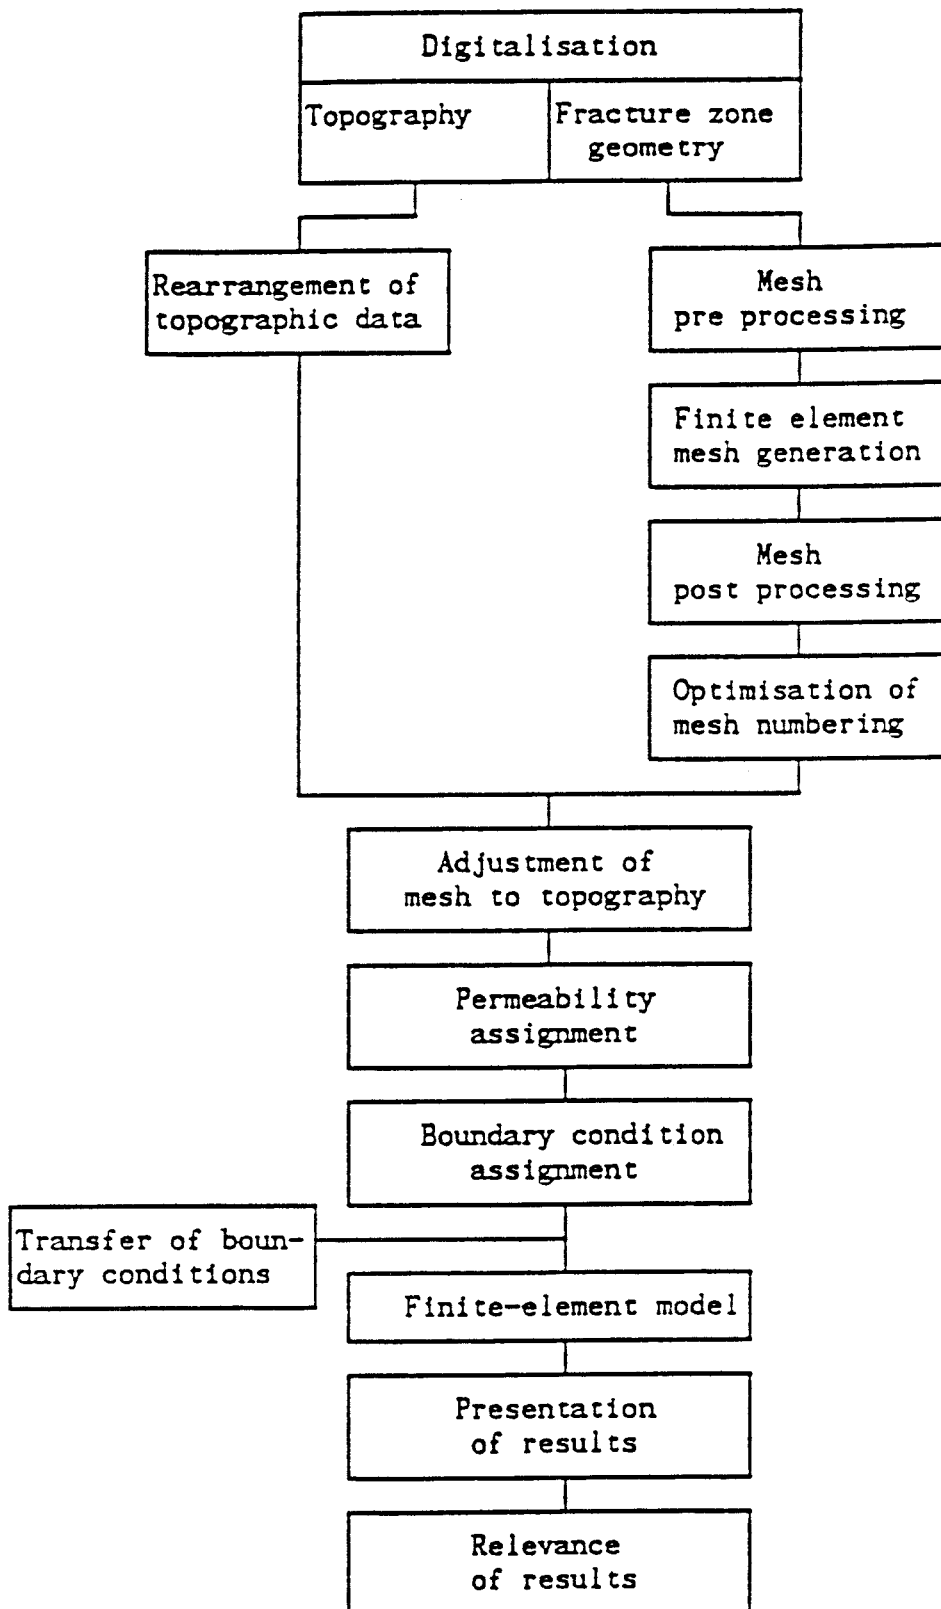 Digitalisation
Topography
Fracture zone
geometry
Rearrangement of
topographic data
Mesh
pre processing
Finite element
mesh generation
Mesh
post processing
Optimisation of
mesh numbering
Adjustment of
mesh to topography
Permeability
assignment
Boundary condition
assignment
Transfer of boun-
dary conditions
Finite-element model
Presentation
of results
Relevance
of results